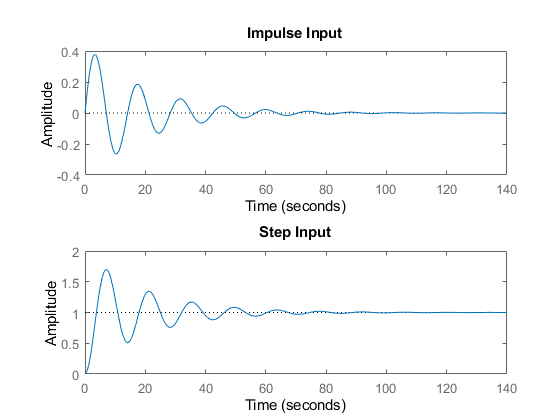 Impulse Input
0.4
0.2
0
-0.2
-0.4
Amplitude
0 20 40 60 80 100 120 140
Time (seconds)
Step Input
2
1.5
1
0.5
0
Amplitude
0 20 40 60 80 100 120 140
Time (seconds)